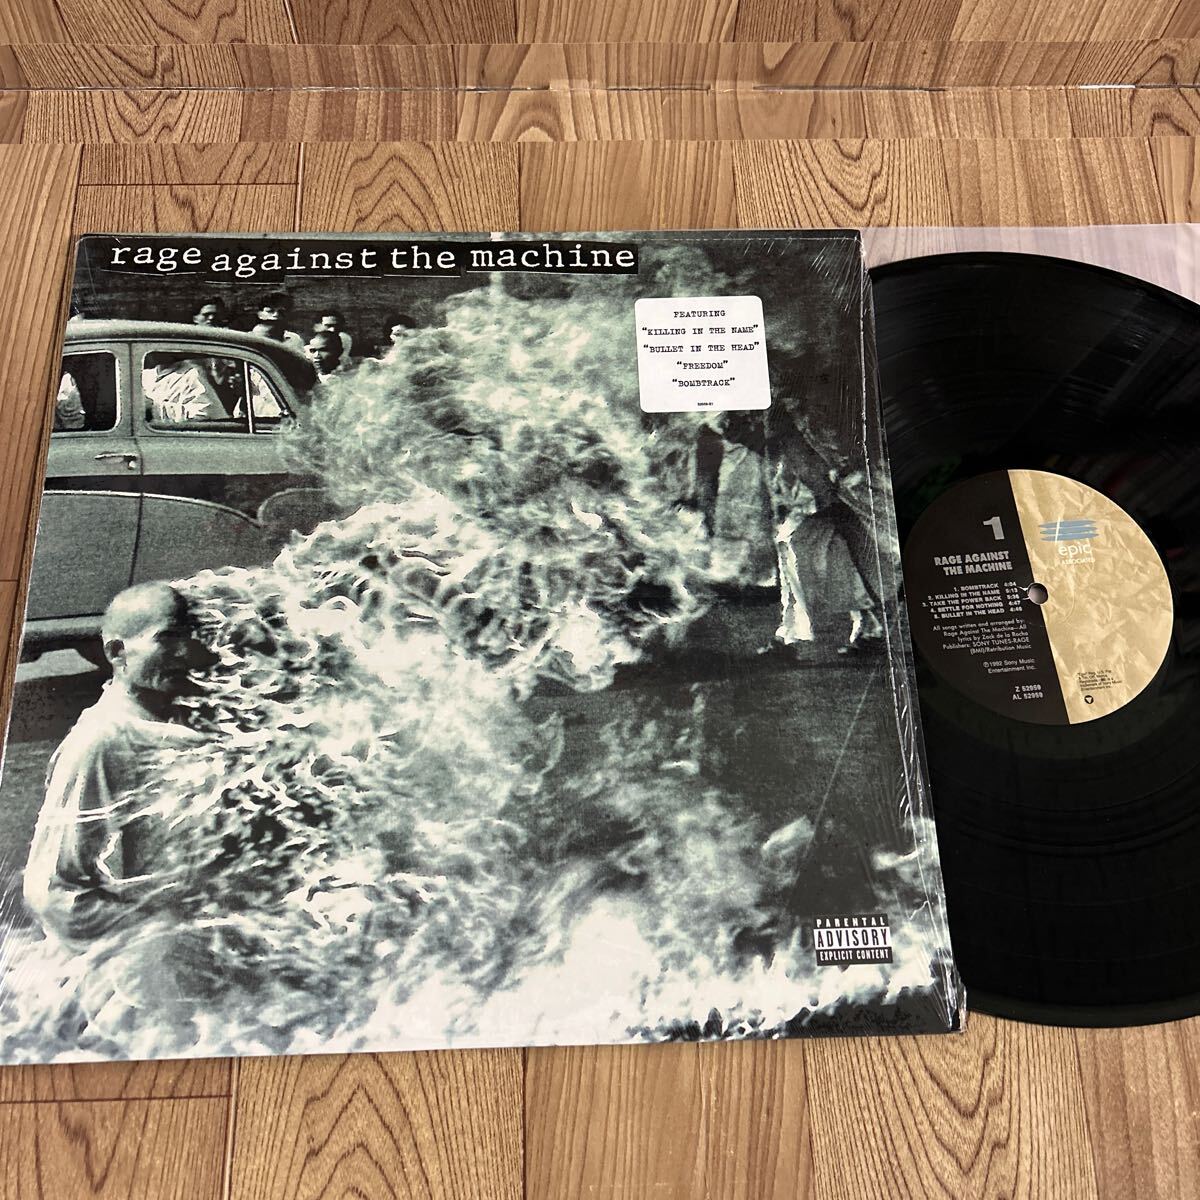 rage against the machine
FEATURING
"KILLING IN THE NAME"
"BULLET IN THE HEAD"
"FREEDOM"
"BOMBTRACK"
PARENTAL
ADVISORY
EXPLICIT CONTENT
1
RAGE AGAINST
THE MACHINE
1. BOMBTRACK 4:04
2. KILLING IN THE NAME 5:13
3. TAKE THE POWER BACK 5:36
4. SETTLE FOR NOTHING 4:47
5. BULLET IN THE HEAD
All songs written and arranged by
Rage Against The Machine—All
lyrics by Zack de la Rocha
Publishers: SONY TUNES-RAGE
(BMI)/Retribution Music
℗ 1992 Sony Music
Entertainment Inc.
Z 52959
AL 52959
epic
ASSOCIATED